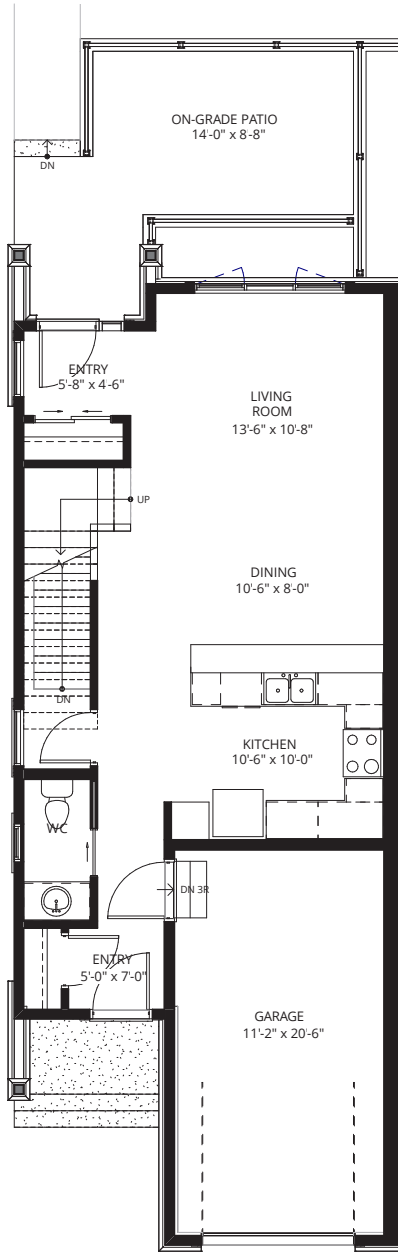 ON-GRADE PATIO
14'-0" x 8'-8"
DN
ENTRY
5'-8" x 4'-6"
LIVING
ROOM
13'-6" x 10'-8"
UP
DINING
10'-6" x 8'-0"
DN
KITCHEN
10'-6" x 10'-0"
WC
DN 3R
ENTRY
5'-0" x 7'-0"
GARAGE
11'-2" x 20'-6"